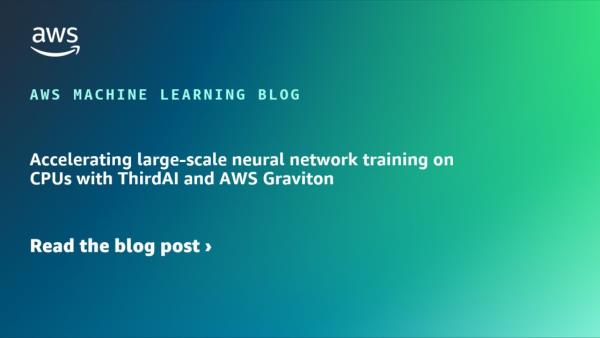 aws
AWS MACHINE LEARNING BLOG
Accelerating large-scale neural network training on
CPUs with ThirdAI and AWS Graviton
Read the blog post ›